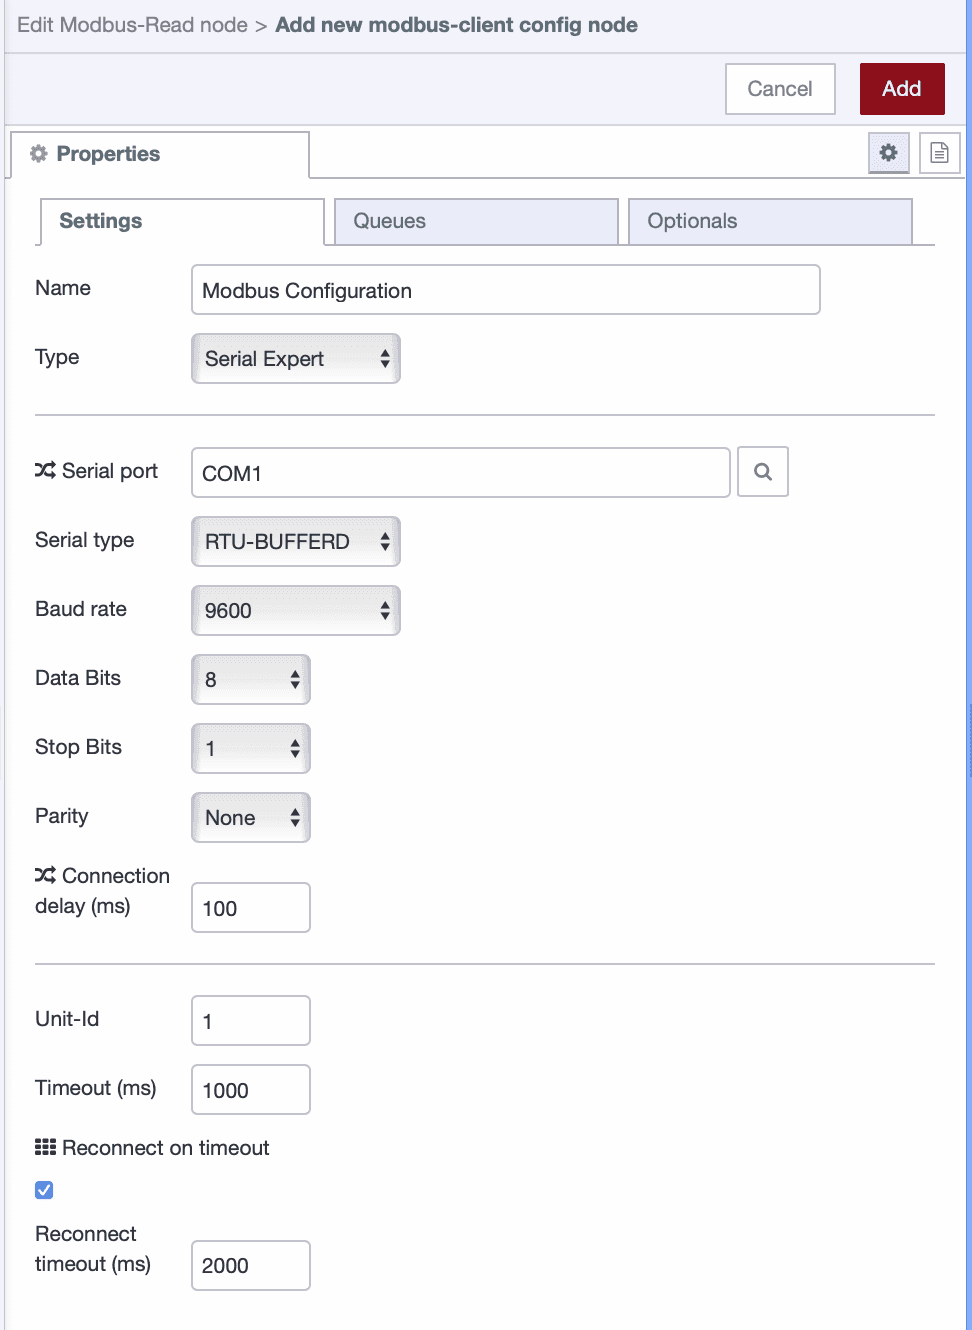 Edit Modbus-Read node > Add new modbus-client config node
Cancel Add
Properties
Settings Queues Optionals
Name Modbus Configuration
Type Serial Expert
Serial port COM1
Serial type RTU-BUFFERD
Baud rate 9600
Data Bits 8
Stop Bits 1
Parity None
Connection
delay (ms) 100
Unit-Id 1
Timeout (ms) 1000
Reconnect on timeout
Reconnect
timeout (ms) 2000